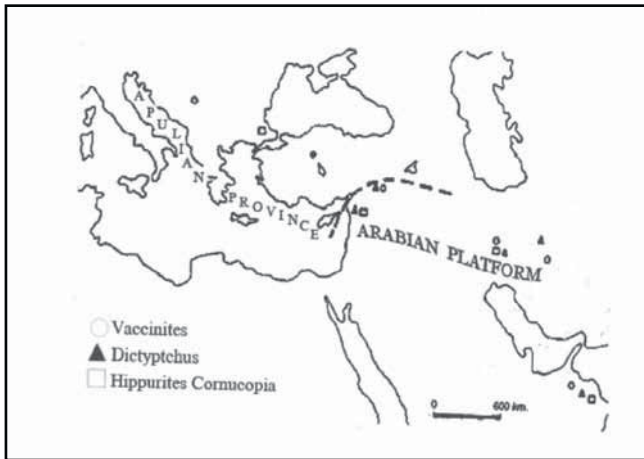 APULIAN PROVINCE
ARABIAN PLATFORM
Vaccinites
Dictyptchus
Hippurites Cornucopia
0 600 km.